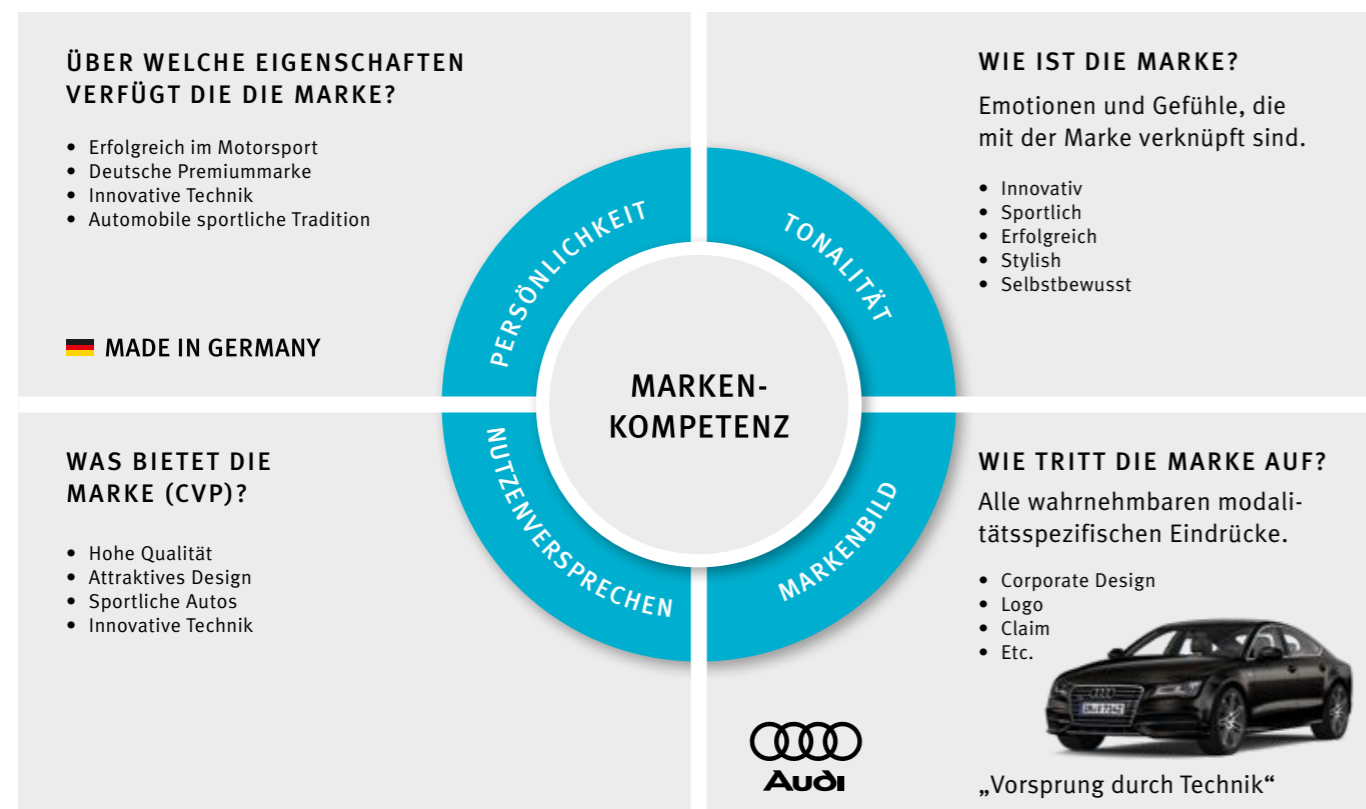 ÜBER WELCHE EIGENSCHAFTEN
VERFÜGT DIE DIE MARKE?
• Erfolgreich im Motorsport
• Deutsche Premiummarke
• Innovative Technik
• Automobile sportliche Tradition
MADE IN GERMANY
WIE IST DIE MARKE?
Emotionen und Gefühle, die
mit der Marke verknüpft sind.
• Innovativ
• Sportlich
• Erfolgreich
• Stylish
• Selbstbewusst
PERSÖNLICHKEIT
TONALITÄT
MARKEN-
KOMPETENZ
NUTZENVERSPRECHEN
MARKENBILD
WAS BIETET DIE
MARKE (CVP)?
• Hohe Qualität
• Attraktives Design
• Sportliche Autos
• Innovative Technik
WIE TRITT DIE MARKE AUF?
Alle wahrnehmbaren modali-
tätsspezifischen Eindrücke.
• Corporate Design
• Logo
• Claim
• Etc.
Audi
„Vorsprung durch Technik“